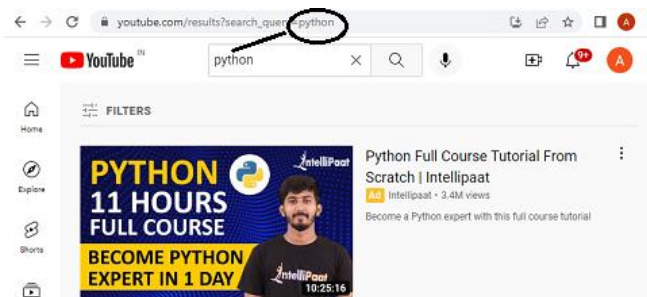 youtube.com/results?search_query=python
YouTube IN
python
9+
A
A
Home
FILTERS
Explore
Shorts
PYTHON
11 HOURS
FULL COURSE
BECOME PYTHON
EXPERT IN 1 DAY
IntelliPaat
IntelliPaat
10:25:16
Python Full Course Tutorial From
Scratch | Intellipaat
Ad Intellipaat • 3.4M views
Become a Python expert with this full course tutorial